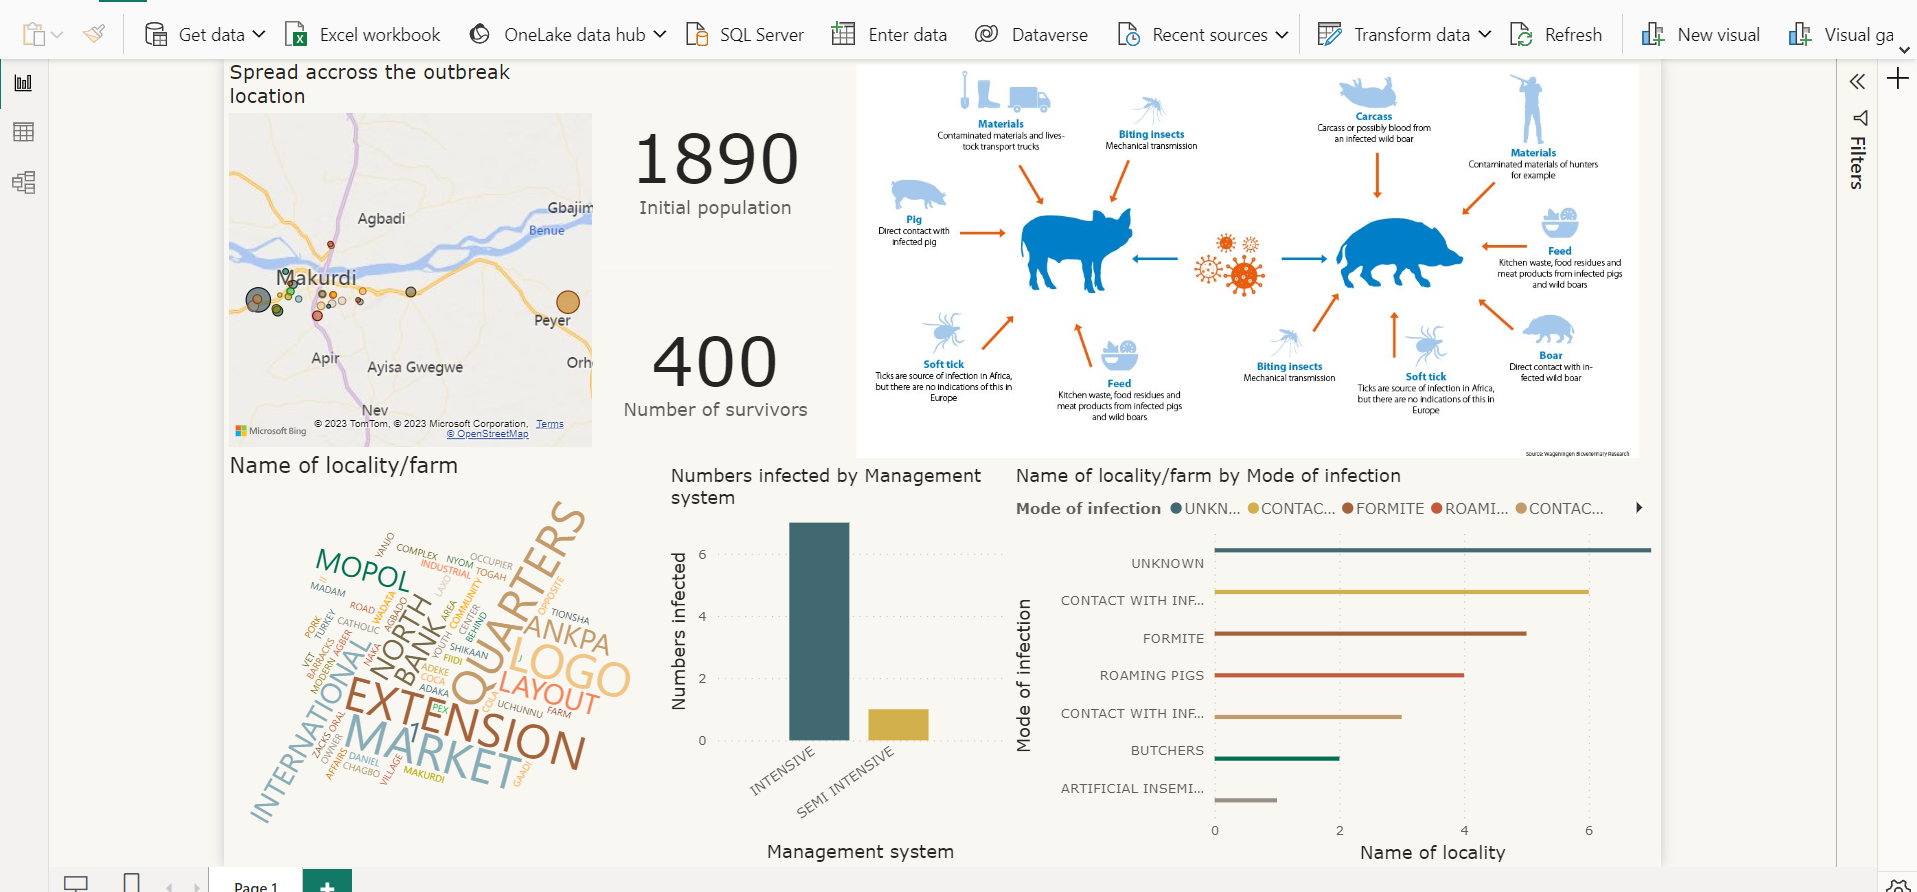 Get data
Excel workbook
OneLake data hub
SQL Server
Enter data
Dataverse
Recent sources
Transform data
Refresh
New visual
Visual ga
Spread accross the outbreak
location
Agbadi
Gbajim
Benue
Makurdi
Peyer
Apir
Ayisa Gwegwe
Orh
Nev
Microsoft Bing
© 2023 TomTom, © 2023 Microsoft Corporation, Terms
© OpenStreetMap
1890
Initial population
400
Number of survivors
Materials
Contaminated materials and lives-
tock transport trucks
Biting insects
Mechanical transmission
Carcass
Carcass or possibly blood from
an infected wild boar
Materials
Contaminated materials of hunters
for example
Pig
Direct contact with
infected pig
Feed
Kitchen waste, food residues and
meat products from infected pigs
and wild boars
Soft tick
Ticks are source of infection in Africa,
but there are no indications of this in
Europe
Feed
Kitchen waste, food residues and
meat products from infected pigs
and wild boars
Biting insects
Mechanical transmission
Soft tick
Ticks are source of infection in Africa,
but there are no indications of this in
Europe
Boar
Direct contact with in-
fected wild boar
Source: Wageningen Bioveterinary Research
Filters
Name of locality/farm
YANJO
COMPLEX
NYOM
OCCUPIER
INDUSTRIAL
TOGAH
MOPOL
II
MADAM
LAXO
ROAD
WADATA
AGBADO
COMMUNITY
AREA
CENTER
OPPOSITE
QUARTERS
TIONSHA
PORK
TURKEY
CATHOLIC
NORTH
BANK
BEHIND
YOUTH
SHIKAAN
ANKPA
AGBER
NAKA
FIIDI
J
LOGO
VET
BARRACKS
MODERN
ADEKE
COCA
ADAKA
LAYOUT
INTERNATIONAL
EXTENSION
PEX
COLA
UCHUNNU
FARM
ORAL
ZACKS
OWNER
AFFAIRS
1
MARKET
DANIEL
CHAGBO
VILLAGE
MAKURDI
GAADI
Numbers infected by Management
system
Numbers infected
6
4
2
0
INTENSIVE
SEMI INTENSIVE
Management system
Name of locality/farm by Mode of infection
Mode of infection
UNKN...
CONTAC...
FORMITE
ROAMI...
CONTAC...
Mode of infection
UNKNOWN
CONTACT WITH INF...
FORMITE
ROAMING PIGS
CONTACT WITH INF...
BUTCHERS
ARTIFICIAL INSEMI...
0 2 4 6
Name of locality
Page 1